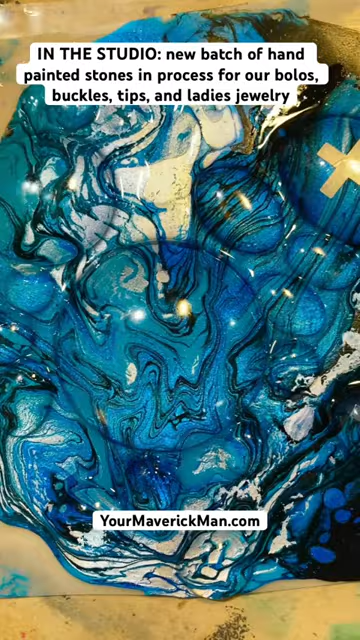 IN THE STUDIO: new batch of hand
painted stones in process for our bolos,
buckles, tips, and ladies jewelry
YourMaverickMan.com